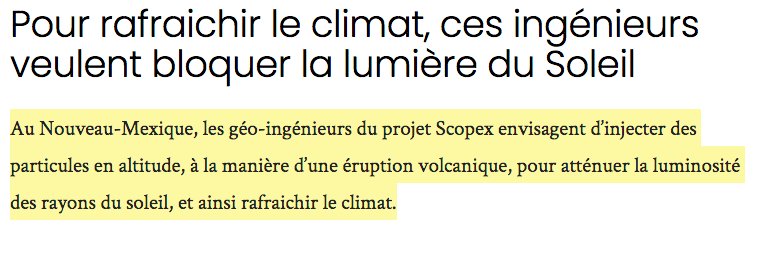 Pour rafraichir le climat, ces ingénieurs
veulent bloquer la lumière du Soleil
Au Nouveau-Mexique, les géo-ingénieurs du projet Scopex envisagent d’injecter des
particules en altitude, à la manière d’une éruption volcanique, pour atténuer la luminosité
des rayons du soleil, et ainsi rafraichir le climat.